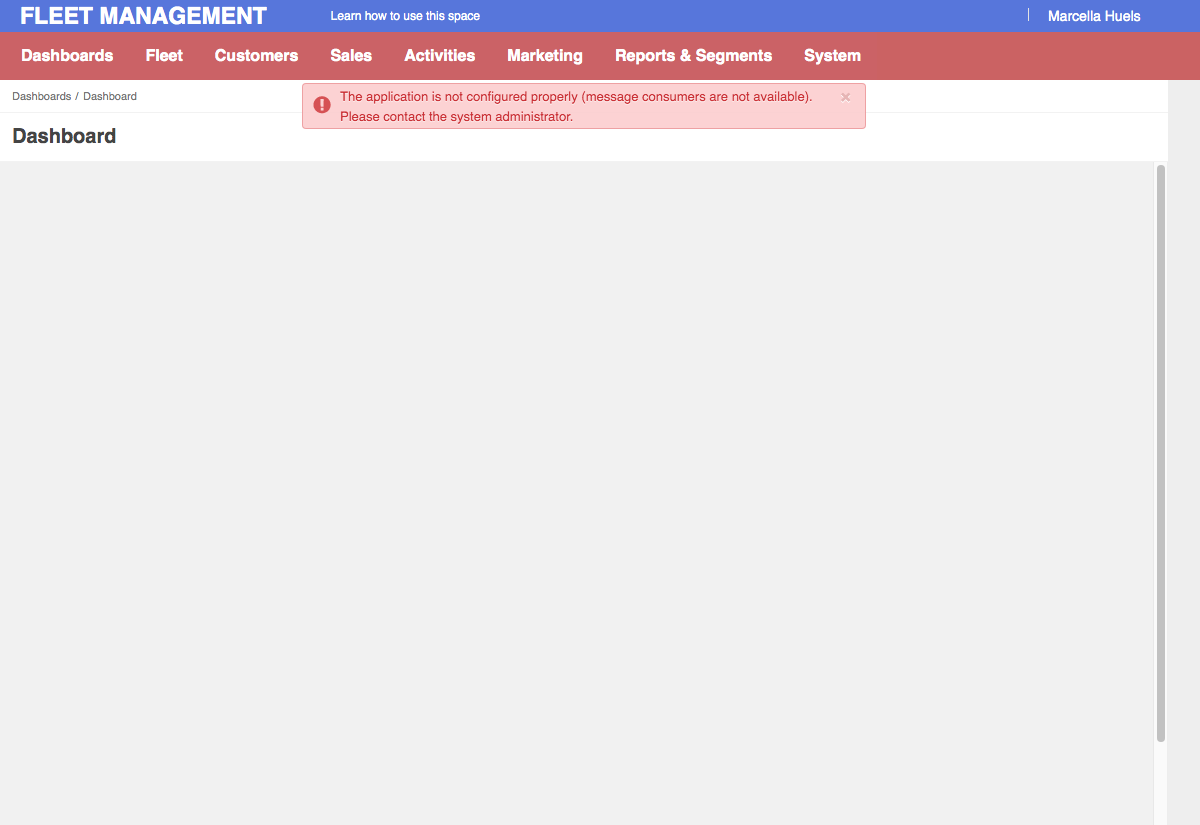 FLEET MANAGEMENT
Learn how to use this space
Marcella Huels
Dashboards Fleet Customers Sales Activities Marketing Reports & Segments System
Dashboards / Dashboard
The application is not configured properly (message consumers are not available).
Please contact the system administrator.
×
Dashboard